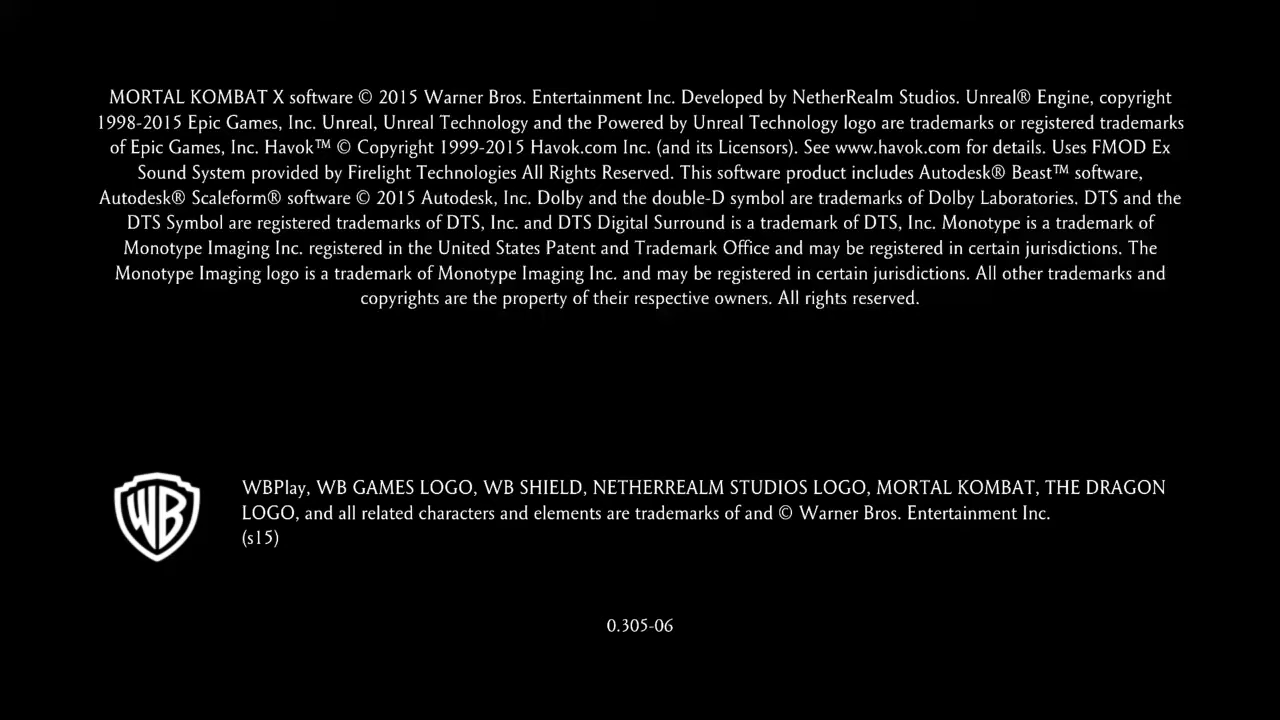 MORTAL KOMBAT X software © 2015 Warner Bros. Entertainment Inc. Developed by NetherRealm Studios. Unreal® Engine, copyright
1998-2015 Epic Games, Inc. Unreal, Unreal Technology and the Powered by Unreal Technology logo are trademarks or registered trademarks
of Epic Games, Inc. Havok™ © Copyright 1999-2015 Havok.com Inc. (and its Licensors). See www.havok.com for details. Uses FMOD Ex
Sound System provided by Firelight Technologies All Rights Reserved. This software product includes Autodesk® Beast™ software,
Autodesk® Scaleform® software © 2015 Autodesk, Inc. Dolby and the double-D symbol are trademarks of Dolby Laboratories. DTS and the
DTS Symbol are registered trademarks of DTS, Inc. and DTS Digital Surround is a trademark of DTS, Inc. Monotype is a trademark of
Monotype Imaging Inc. registered in the United States Patent and Trademark Office and may be registered in certain jurisdictions. The
Monotype Imaging logo is a trademark of Monotype Imaging Inc. and may be registered in certain jurisdictions. All other trademarks and
copyrights are the property of their respective owners. All rights reserved.
WB
WBPlay, WB GAMES LOGO, WB SHIELD, NETHERREALM STUDIOS LOGO, MORTAL KOMBAT, THE DRAGON
LOGO, and all related characters and elements are trademarks of and © Warner Bros. Entertainment Inc.
(s15)
0.305-06